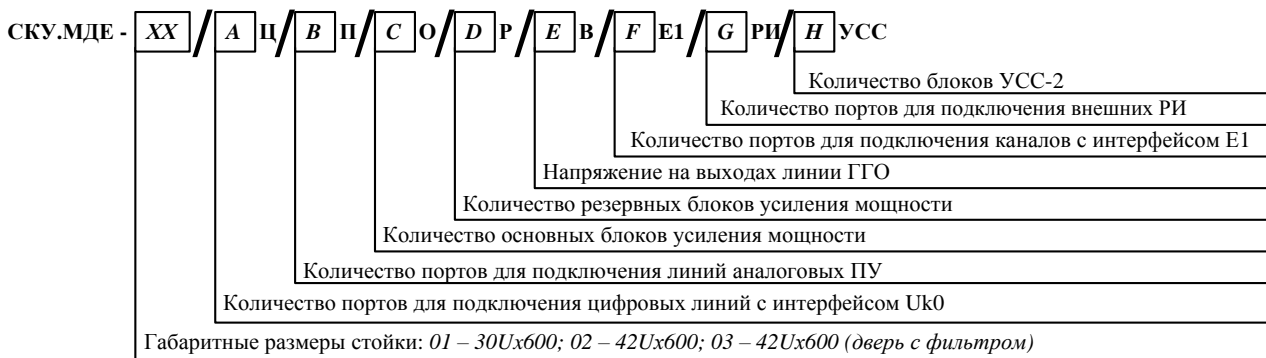 СКУ.МДЕ - XX / A Ц / B П / C О / D Р / E В / F Е1 / G РИ / H УСС
Количество блоков УСС-2
Количество портов для подключения внешних РИ
Количество портов для подключения каналов с интерфейсом Е1
Напряжение на выходах линии ГГО
Количество резервных блоков усиления мощности
Количество основных блоков усиления мощности
Количество портов для подключения линий аналоговых ПУ
Количество портов для подключения цифровых линий с интерфейсом Uk0
Габаритные размеры стойки: 01 – 30Ux600; 02 – 42Ux600; 03 – 42Ux600 (дверь с фильтром)